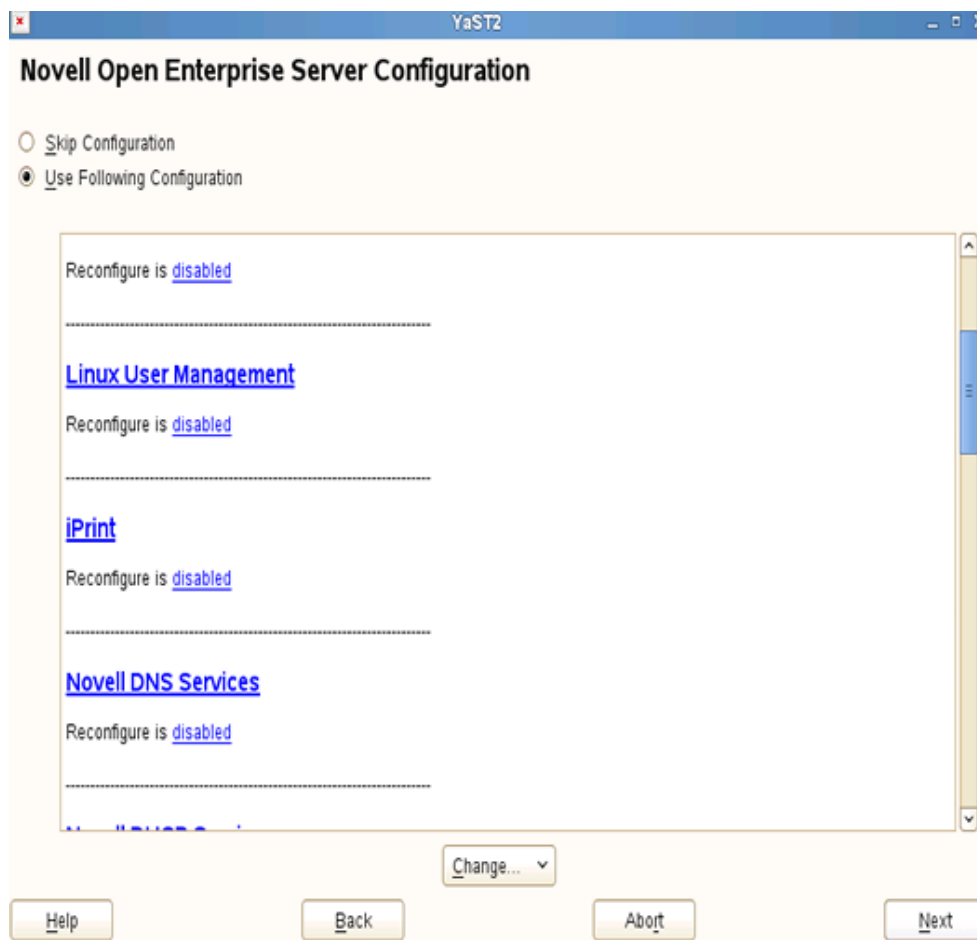 YaST2
Novell Open Enterprise Server Configuration
Skip Configuration
Use Following Configuration
Reconfigure is disabled
Linux User Management
Reconfigure is disabled
iPrint
Reconfigure is disabled
Novell DNS Services
Reconfigure is disabled
Change...
Help
Back
Abort
Next